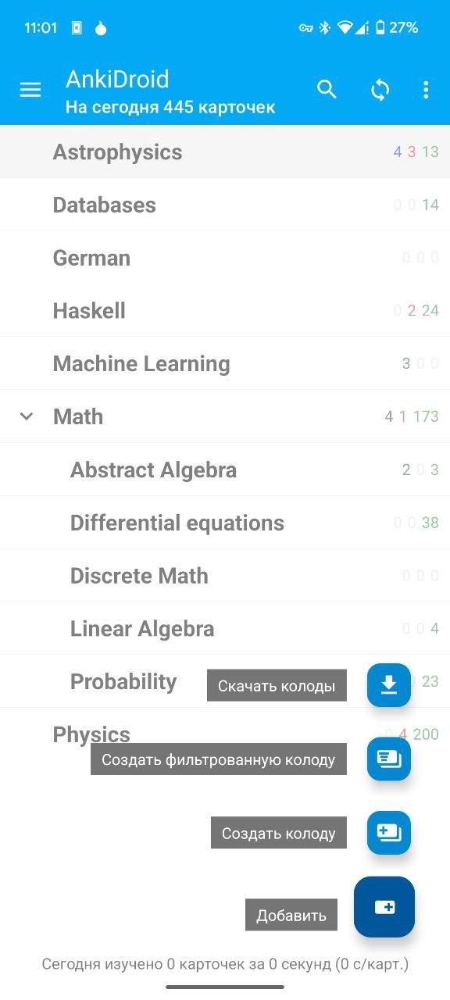 11:01 27%
AnkiDroid
На сегодня 445 карточек
Astrophysics 4 3 13
Databases 0 0 14
German 0 0 0
Haskell 0 2 24
Machine Learning 3 0 0
Math 4 1 173
Abstract Algebra 2 0 3
Differential equations 0 0 38
Discrete Math 0 0 0
Linear Algebra 0 0 4
Probability 23
Скачать колоды
Physics 0 4 200
Создать фильтрованную колоду
Создать колоду
Добавить
Сегодня изучено 0 карточек за 0 секунд (0 с/карт.)